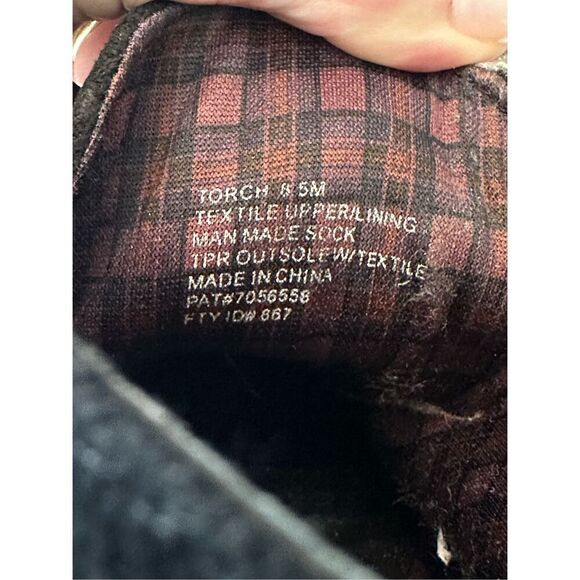 TORCH 8.5M
TEXTILE UPPER/LINING
MAN MADE SOCK
TPR OUTSOLE W/TEXTILE
MADE IN CHINA
PAT#7056558
FTY ID# 867